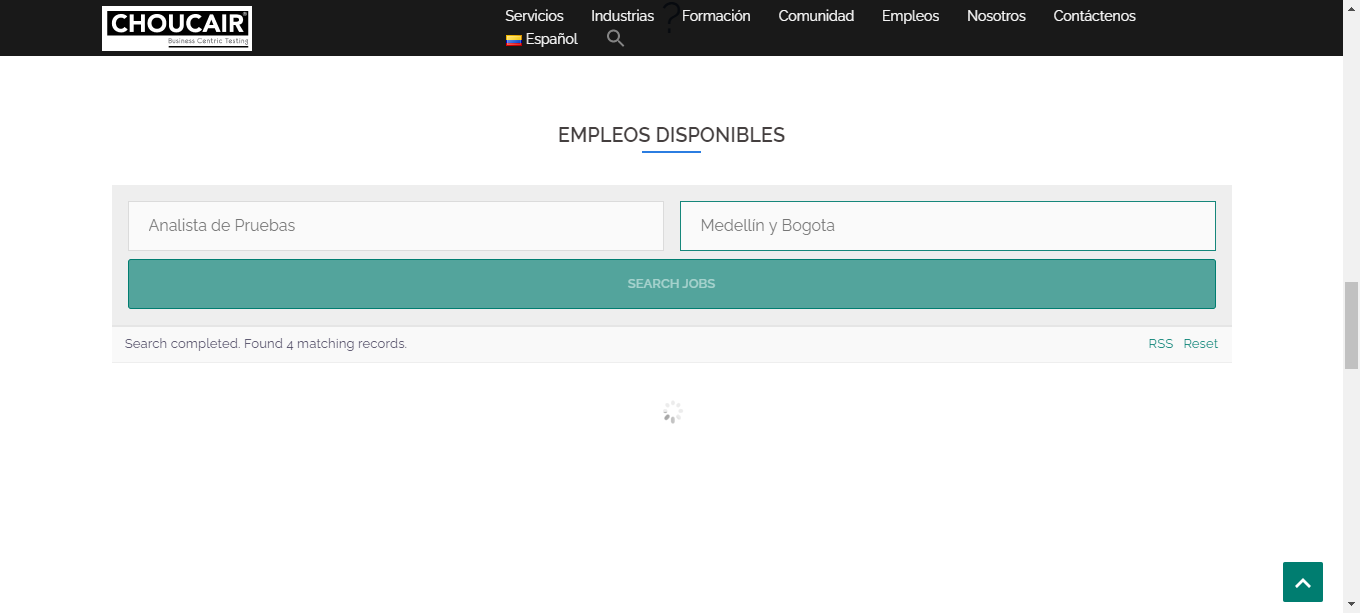 CHOUCAIR®
Business Centric Testing
Servicios Industrias ? Formación Comunidad Empleos Nosotros Contáctenos
Español
EMPLEOS DISPONIBLES
Analista de Pruebas
Medellín y Bogota
SEARCH JOBS
Search completed. Found 4 matching records.
RSS Reset